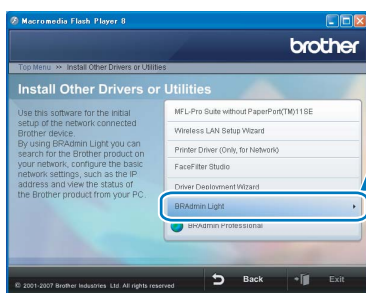 Macromedia Flash Player 8
brother
Top Menu >> Install Other Drivers or Utilities
Install Other Drivers or Utilities
Use this software for the initial
setup of the network connected
Brother device.
By using BRAdmin Light you can
search for the Brother product on
your network, configure the basic
network settings, such as the IP
address and view the status of
the Brother product from your PC.
MFL-Pro Suite without PaperPort(TM)11SE
Wireless LAN Setup Wizard
Printer Driver (Only, for Network)
FaceFilter Studio
Driver Deployment Wizard
BRAdmin Light
BRAdmin Professional
© 2001-2007 Brother Industries Ltd. All rights reserved
Back
Exit